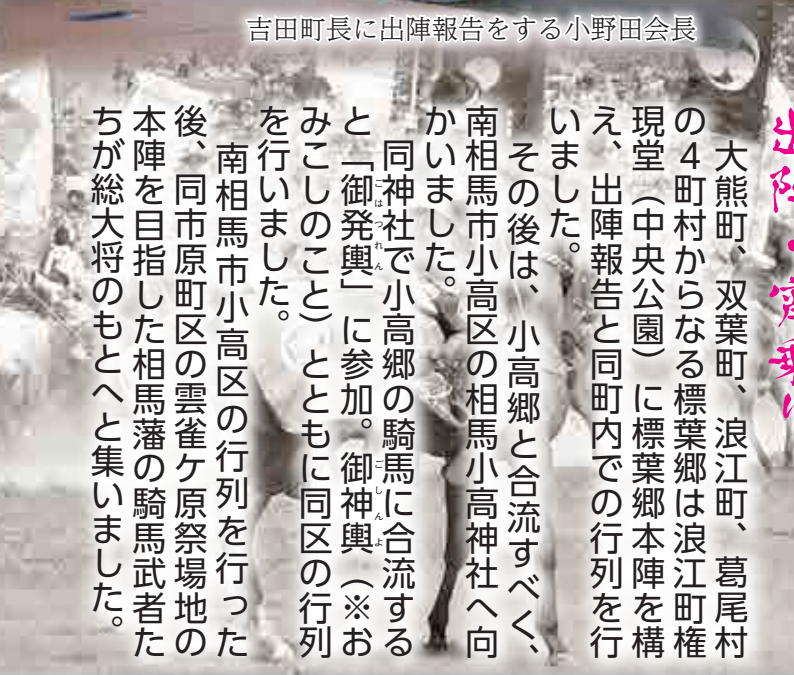 吉田町長に出陣報告をする小野田会長
大熊町、双葉町、浪江町、葛尾村
の4町村からなる標葉郷は浪江町権
現堂（中央公園）に標葉郷本陣を構
え、出陣報告と同町内での行列を行
いました。
その後は、小高郷と合流すべく、
南相馬市小高区の相馬小高神社へ向
かいました。
同神社で小高郷の騎馬に合流する
と「御発輿」に参加。御神輿（※お
みこしのこと）とともに同区の行列
を行いました。
南相馬市小高区の行列を行った
後、同市原町区の雲雀ケ原祭場地の
本陣を目指した相馬藩の騎馬武者た
ちが総大将のもとへと集いました。